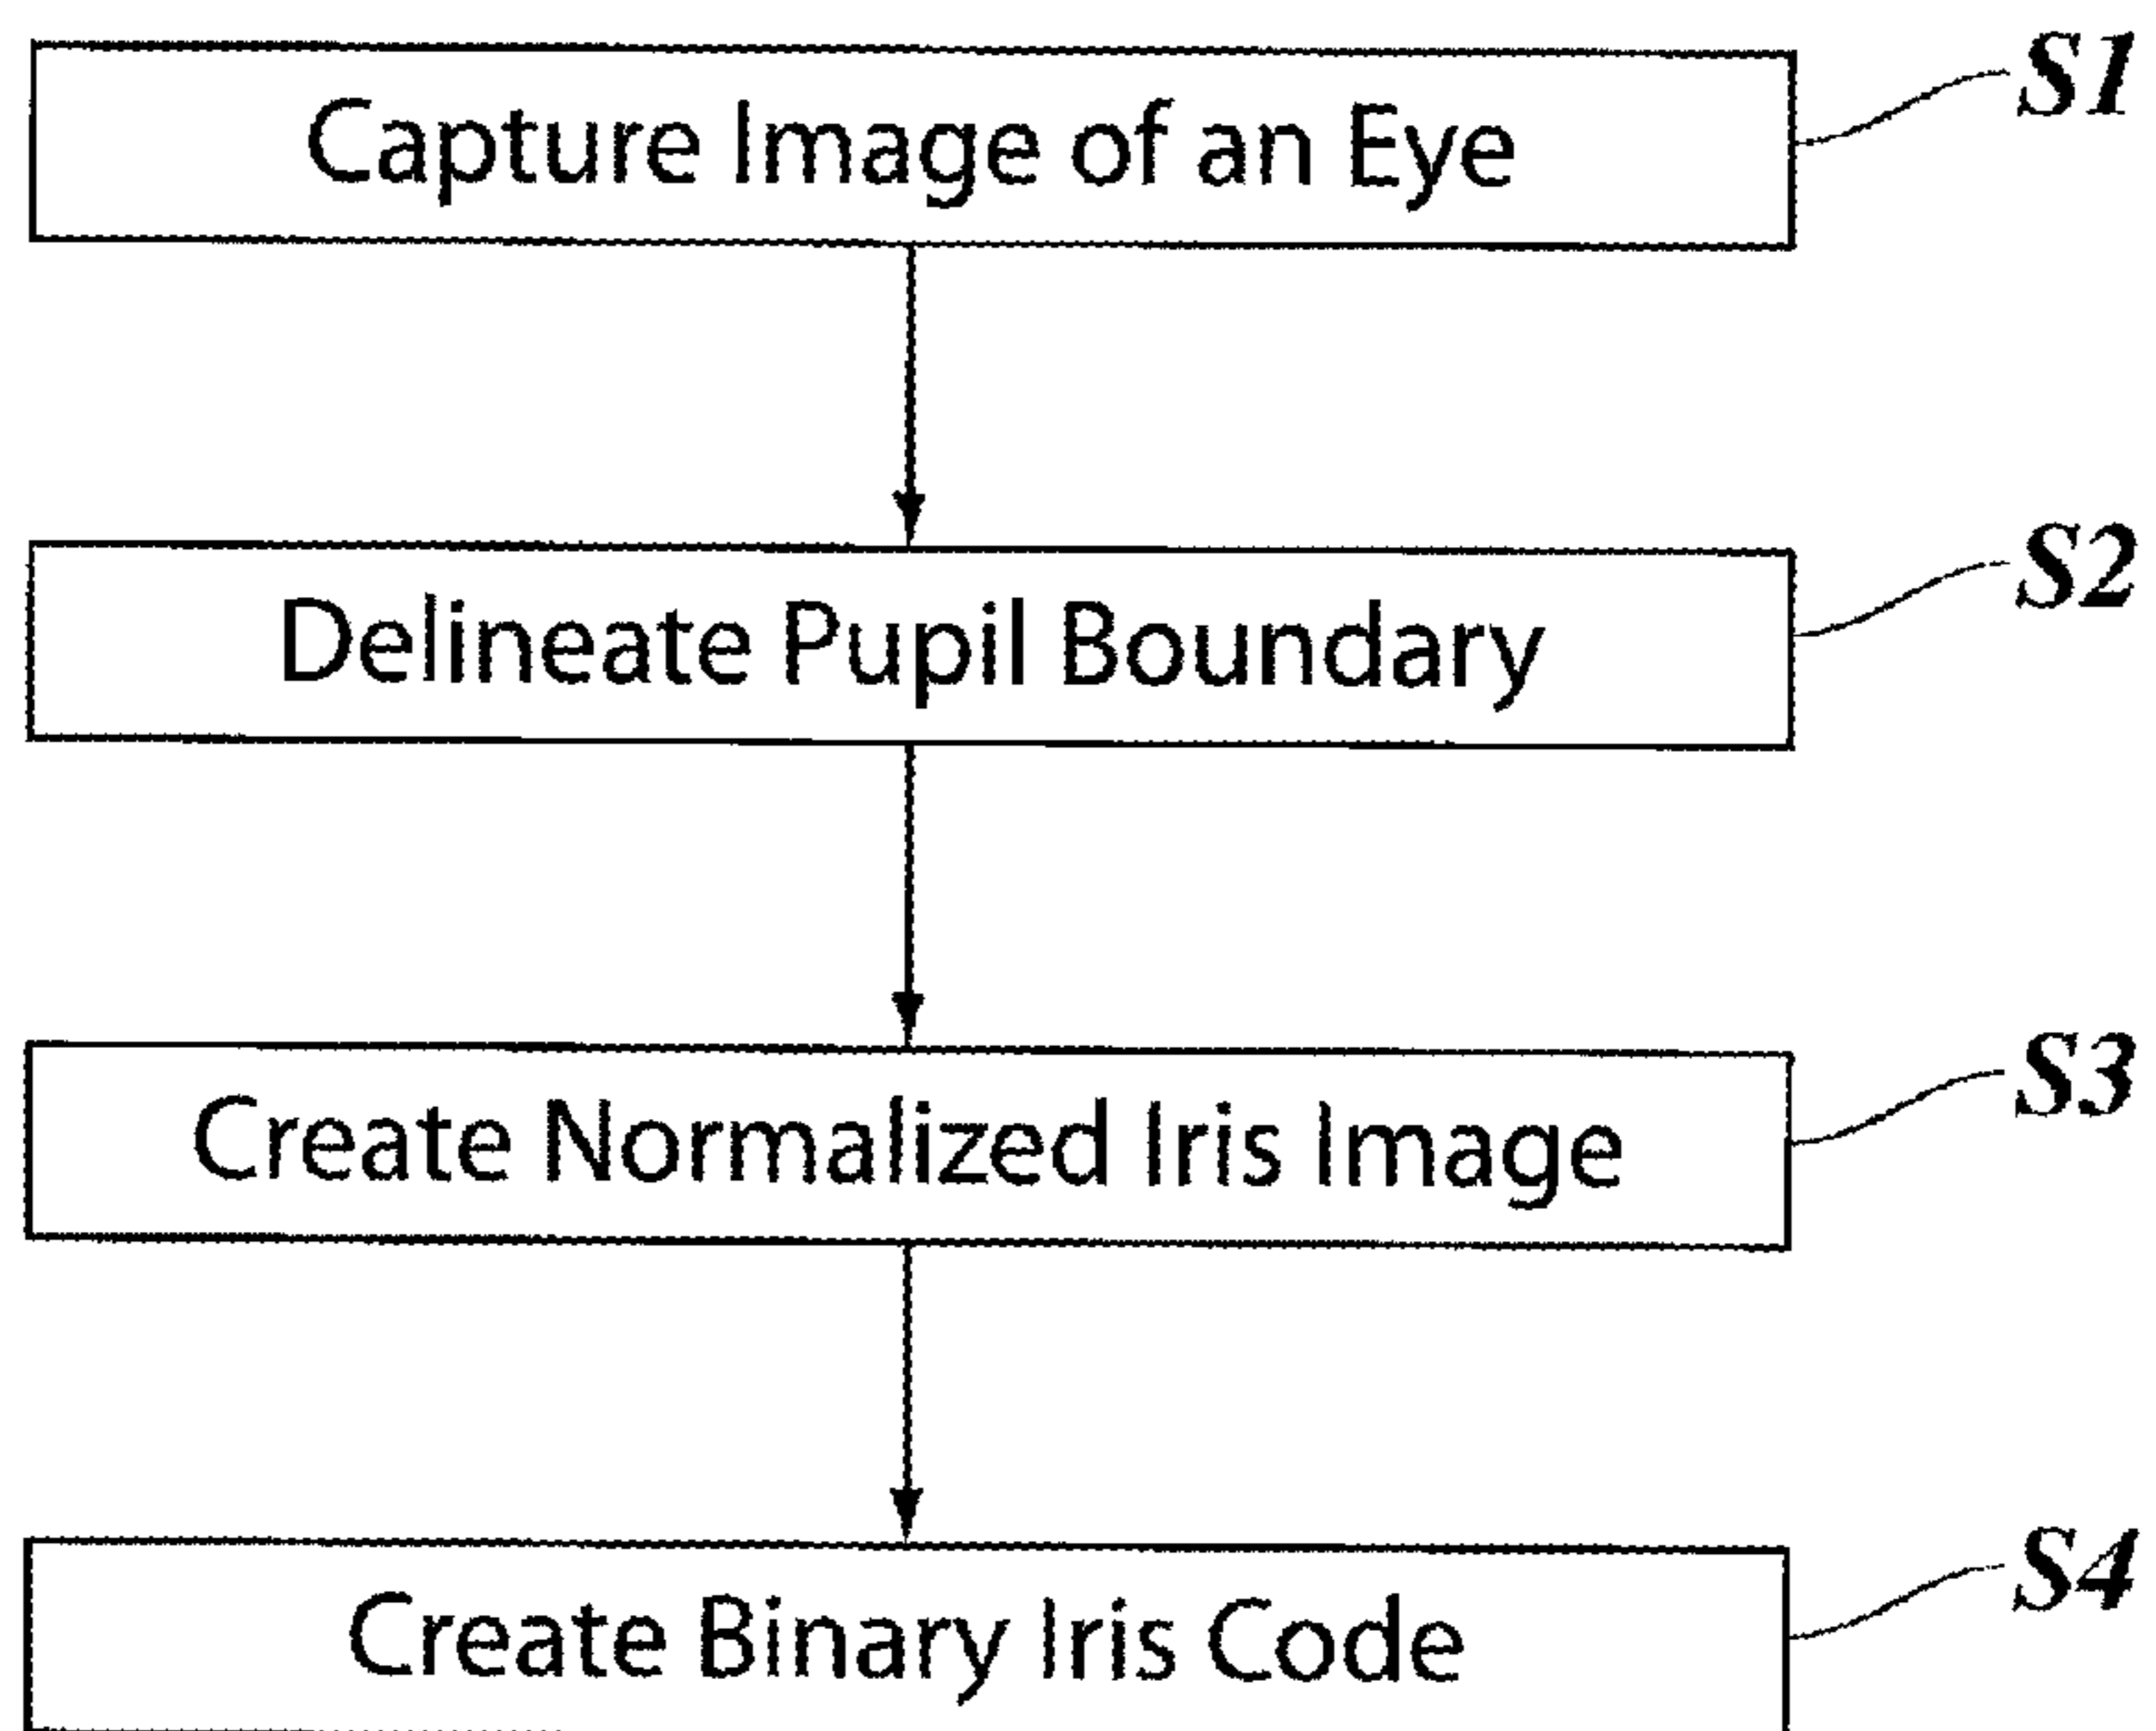 Capture Image of an Eye S1
Delineate Pupil Boundary S2
Create Normalized Iris Image S3
Create Binary Iris Code S4